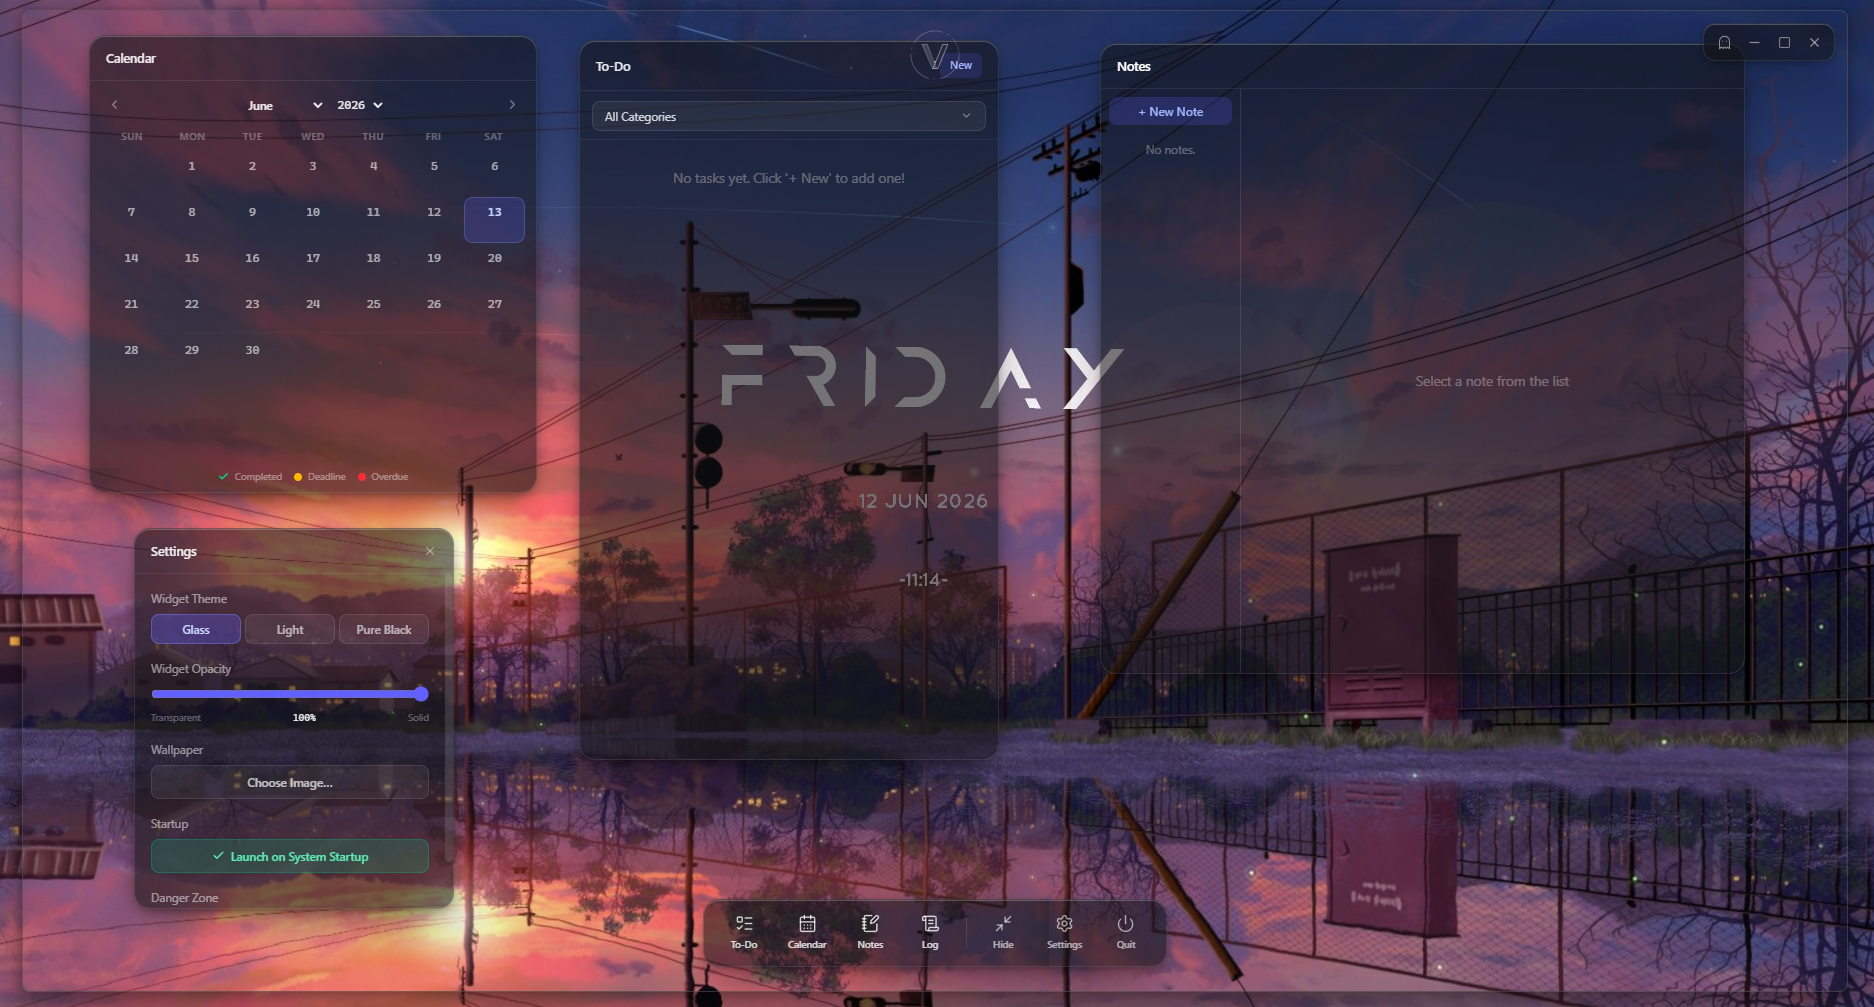 Calendar
June 2026
SUN MON TUE WED THU FRI SAT
1 2 3 4 5 6
7 8 9 10 11 12 13
14 15 16 17 18 19 20
21 22 23 24 25 26 27
28 29 30
Completed Deadline Overdue
To-Do
New
All Categories
No tasks yet. Click '+ New' to add one!
Notes
+ New Note
No notes.
Select a note from the list
FRIDAY
12 JUN 2026
-11:14-
Settings
Widget Theme
Glass Light Pure Black
Widget Opacity
Transparent 100% Solid
Wallpaper
Choose Image...
Startup
Launch on System Startup
Danger Zone
To-Do Calendar Notes Log Hide Settings Quit